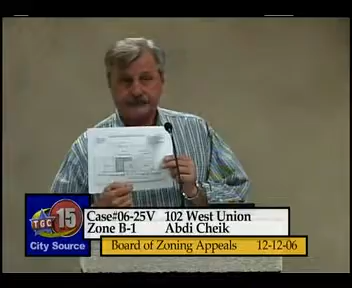 TGC 15
City Source
Case#06-25V 102 West Union
Zone B-1 Abdi Cheik
Board of Zoning Appeals 12-12-06